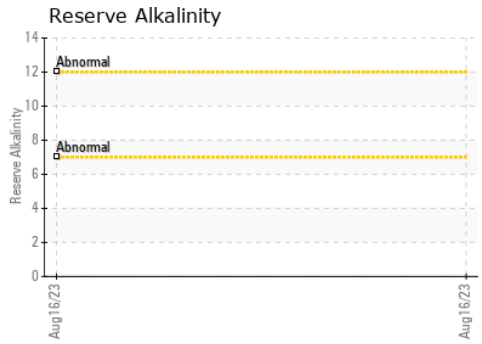 Reserve Alkalinity
14
Abnormal
12
10
Abnormal
8
6
4
2
0
Reserve Alkalinity
Aug16/23
Aug16/23